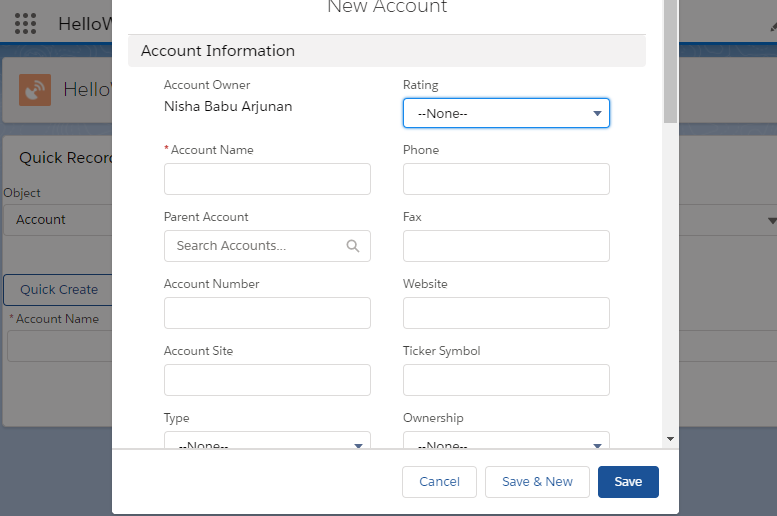 New Account
Account Information
Account Owner
Nisha Babu Arjunan
Rating
--None--
* Account Name
Phone
Parent Account
Search Accounts...
Fax
Account Number
Website
Account Site
Ticker Symbol
Type
--None--
Ownership
--None--
Cancel
Save & New
Save
HelloW
Hello
Quick Recor
Object
Account
Quick Create
* Account Name